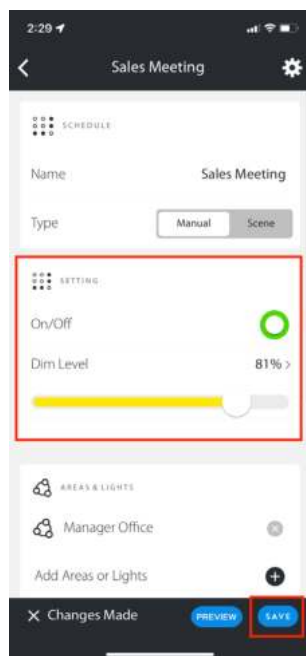 2:29
Sales Meeting
SCHEDULE
Name Sales Meeting
Type Manual Scene
SETTING
On/Off
Dim Level 81% >
AREAS & LIGHTS
Manager Office
Add Areas or Lights
Changes Made PREVIEW SAVE